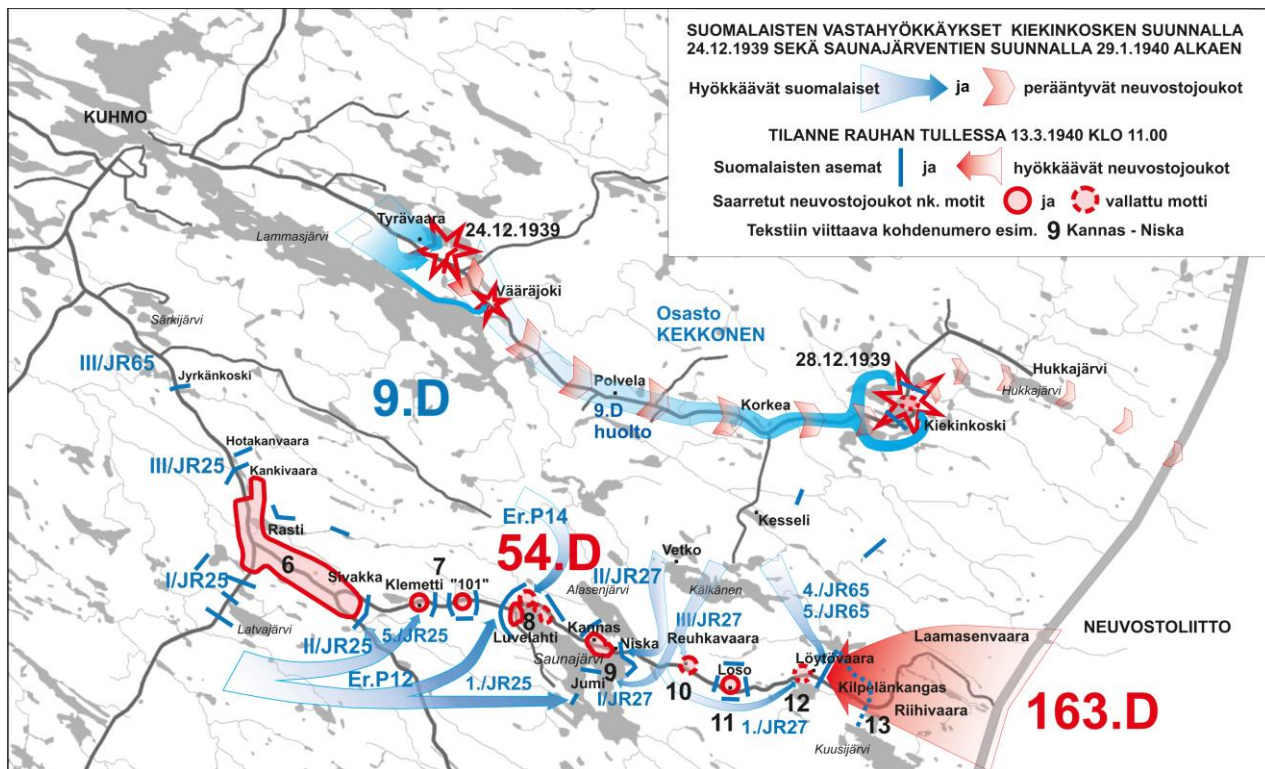 SUOMALAISTEN VASTAHYÖKKÄYKSET KIEKINKOSKEN SUUNNALLA
24.12.1939 SEKÄ SAUNAJÄRVENTIEN SUUNNALLA 29.1.1940 ALKAEN
Hyökkäävät suomalaiset ja perääntyvät neuvostojoukot
TILANNE RAUHAN TULLESSA 13.3.1940 KLO 11.00
Suomalaisten asemat ja hyökkäävät neuvostojoukot
Saarretut neuvostojoukot nk. motit ja vallattu motti
Tekstiin viittaava kohdenumero esim. 9 Kannas - Niska
KUHMO
Tyrävaara
24.12.1939
Lammasjärvi
Vääräjoki
Särkijärvi
Osasto
KEKKONEN
28.12.1939
Hukkajärvi
Hukkajärvi
III/JR65
Jyrkänkoski
9.D
Polvela
9.D
huolto
Korkea
Kiekinkoski
Hotakanvaara
III/JR25
Kankivaara
Er.P14
Kesseli
Rasti
54.D
Vetko
6
7
Sivakka
Klemetti
"101"
II/JR27
Alasenjärvi
Kälkänen
4./JR65
5./JR65
I/JR25
8
Luvelahti
Kannas
Niska
III/JR27
Reuhkavaara
Laamasenvaara
NEUVOSTOLIITTO
Latvajärvi
II/JR25
5./JR25
Saunajärvi
9
Loso
Löytövaara
Er.P12
1./JR25
Jumi
I/JR27
10
11
12
Kilpelänkangas
Riihivaara
163.D
1./JR27
13
Kuusijärvi